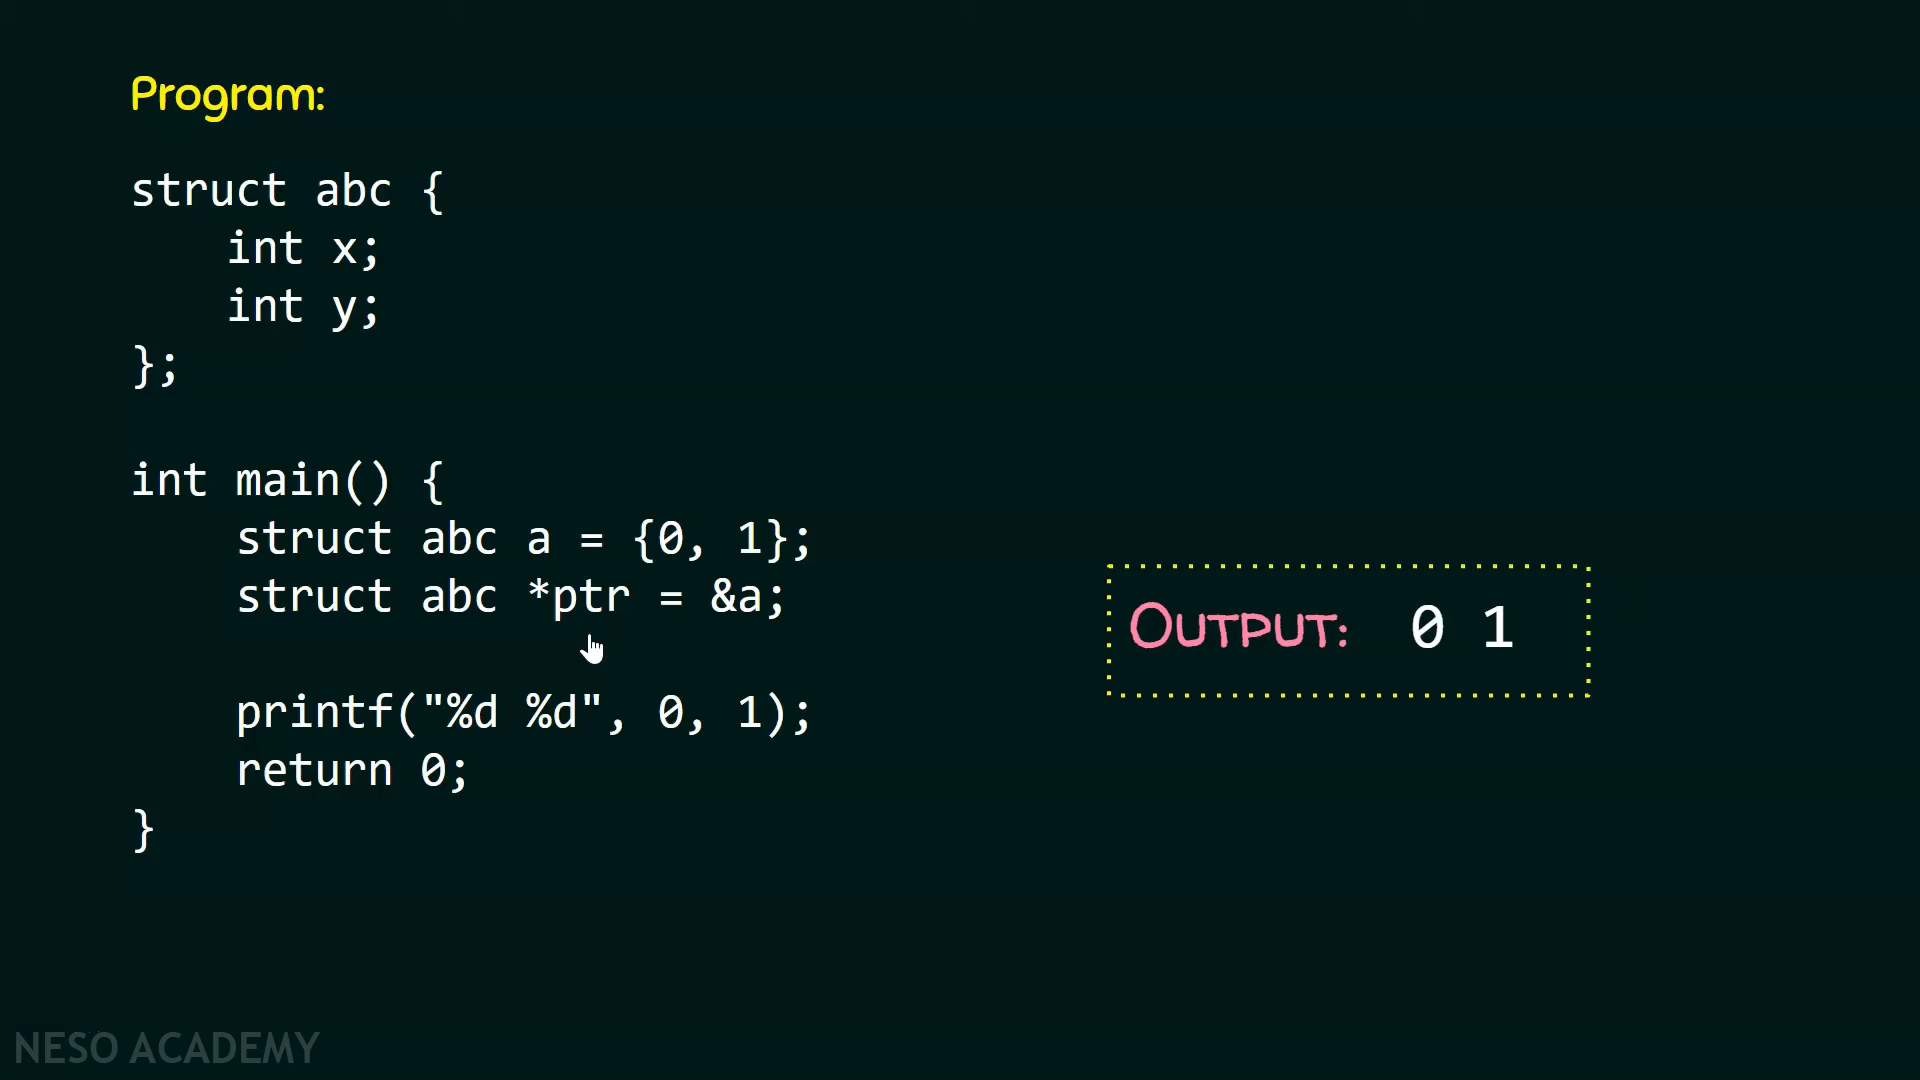 Program:
struct abc {
int x;
int y;
};
int main() {
struct abc a = {0, 1};
struct abc *ptr = &a;
printf("%d %d", 0, 1);
return 0;
}
OUTPUT: 0 1
NESO ACADEMY